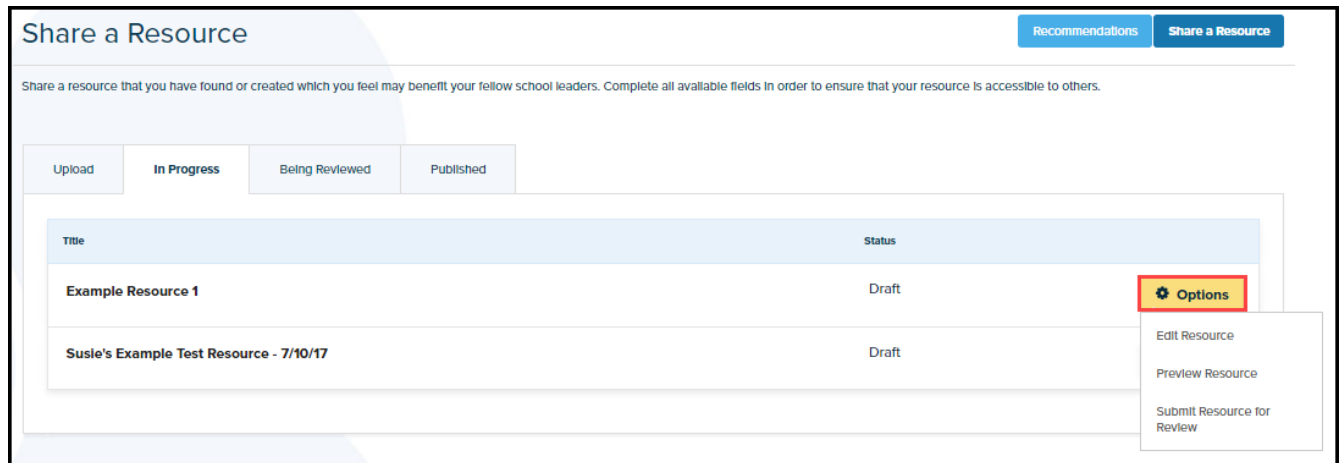 Share a Resource
Recommendations
Share a Resource
Share a resource that you have found or created which you feel may benefit your fellow school leaders. Complete all available fields in order to ensure that your resource is accessible to others.
Upload
In Progress
Being Reviewed
Published
Title
Status
Example Resource 1
Draft
Options
Susie's Example Test Resource - 7/10/17
Draft
Edit Resource
Preview Resource
Submit Resource for
Review